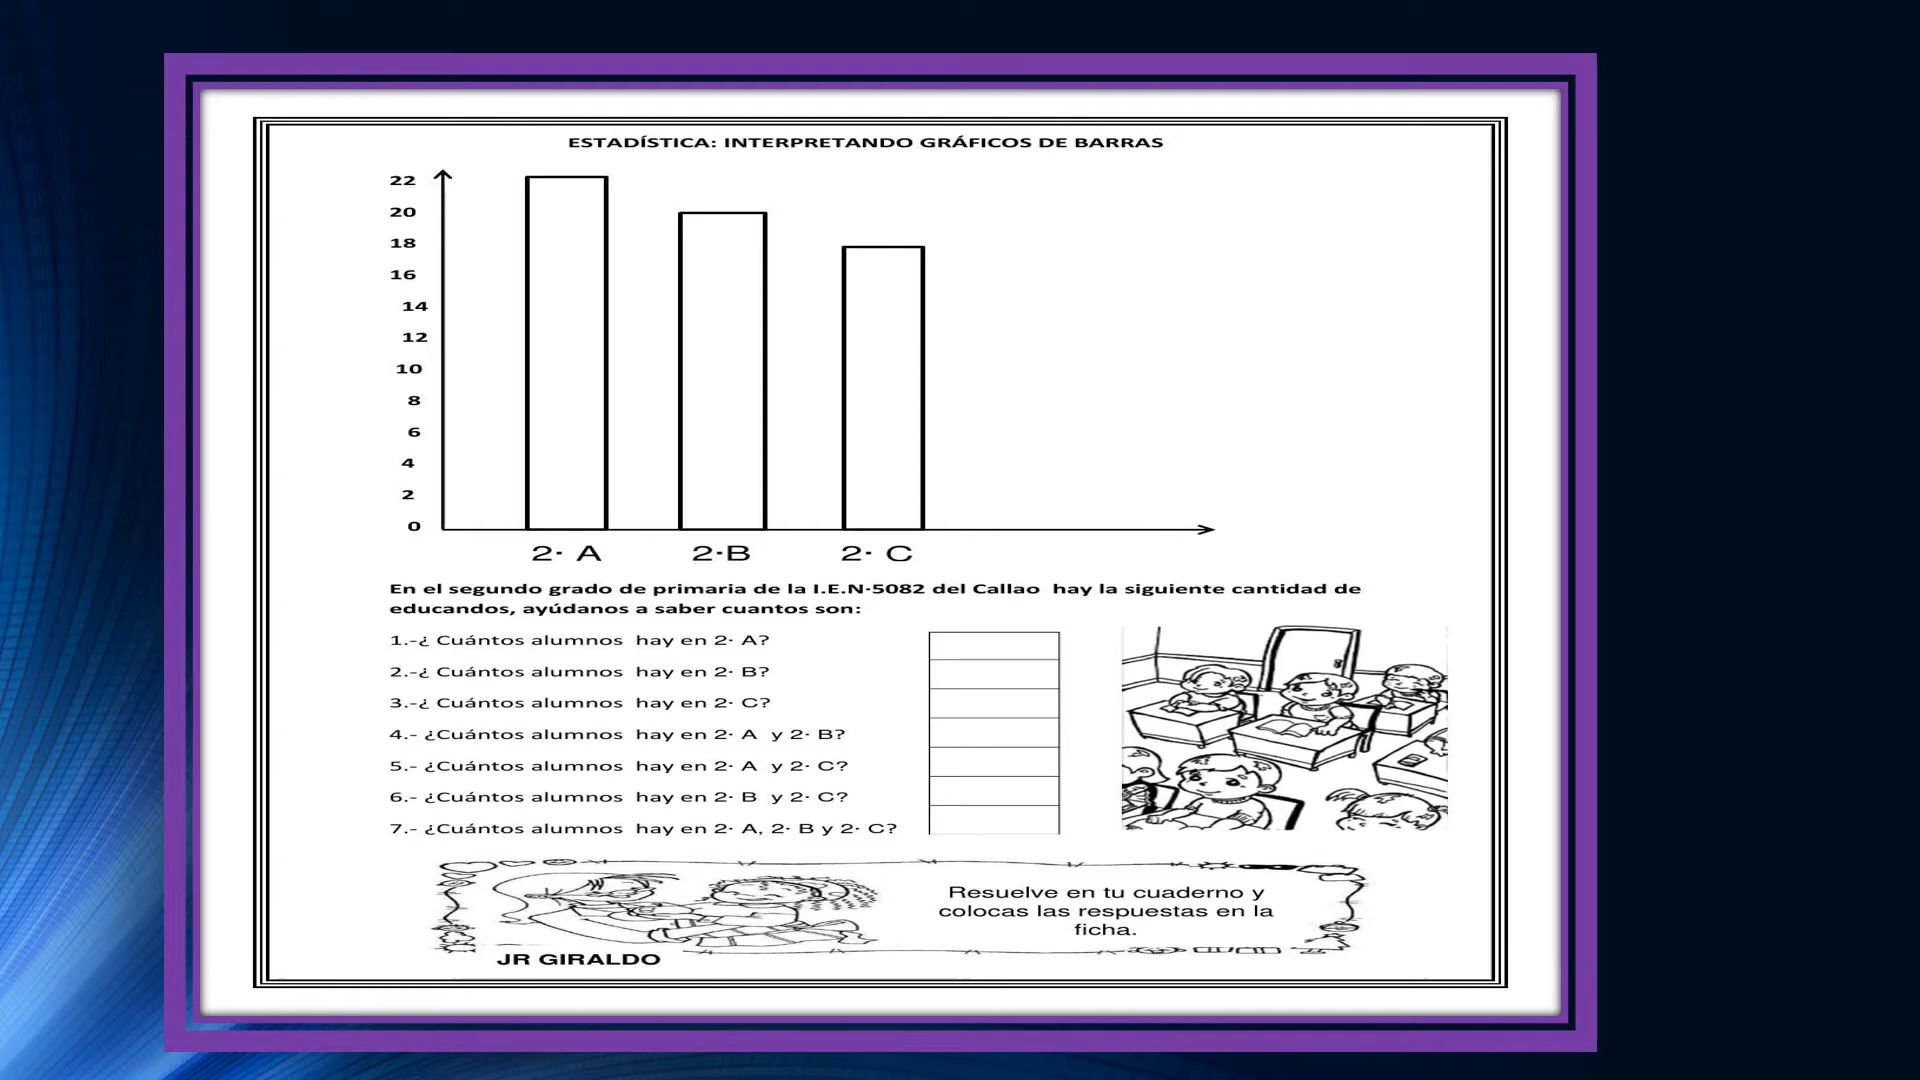 ESTADÍSTICA: INTERPRETANDO GRÁFICOS DE BARRAS
22
20
18
16
14
12
10
8
6
4
2
0
2· A 2·B 2· C
En el segundo grado de primaria de la I.E.N·5082 del Callao hay la siguiente cantidad de
educandos, ayúdanos a saber cuantos son:
1.-¿ Cuántos alumnos hay en 2· A?
2.-¿ Cuántos alumnos hay en 2· B?
3.-¿ Cuántos alumnos hay en 2· C?
4.- ¿Cuántos alumnos hay en 2· A y 2· B?
5.- ¿Cuántos alumnos hay en 2· A y 2· C?
6.- ¿Cuántos alumnos hay en 2· B y 2· C?
7.- ¿Cuántos alumnos hay en 2· A, 2· B y 2· C?
Resuelve en tu cuaderno y
colocas las respuestas en la
ficha.
JR GIRALDO